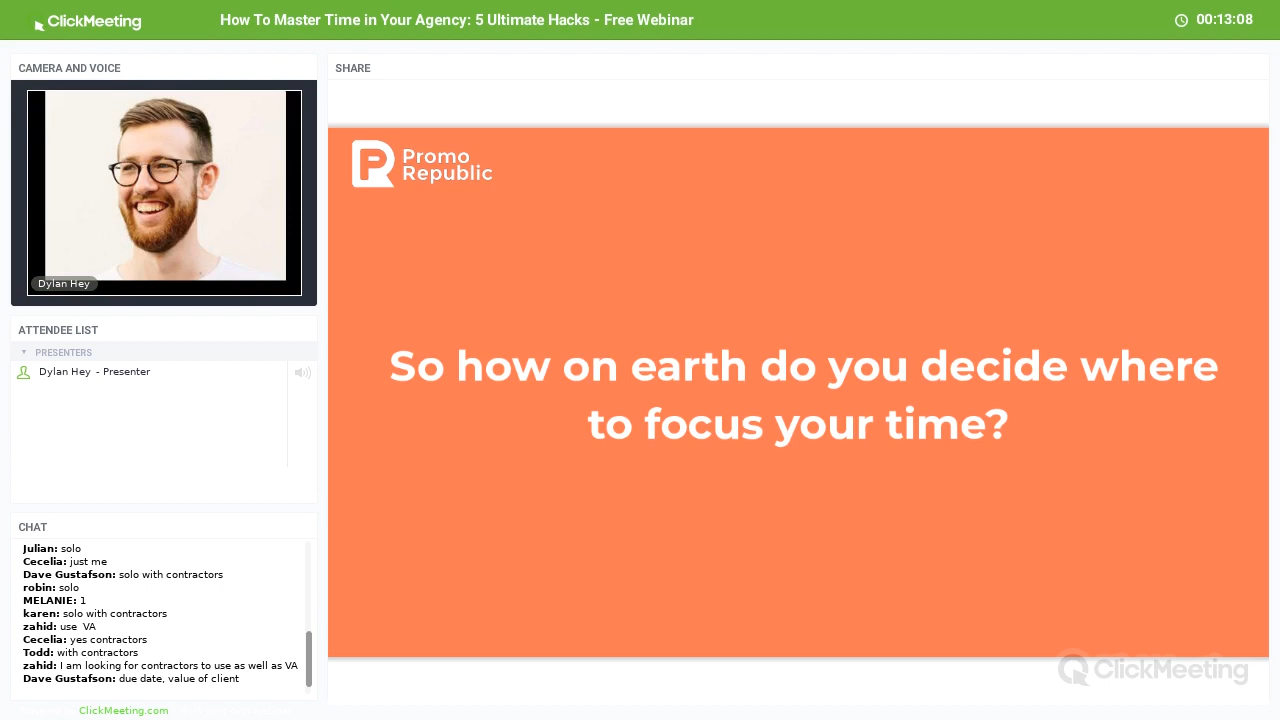 ClickMeeting
How To Master Time in Your Agency: 5 Ultimate Hacks - Free Webinar
00:13:08
CAMERA AND VOICE
Dylan Hey
ATTENDEE LIST
PRESENTERS
Dylan Hey - Presenter
CHAT
Julian: solo
Cecelia: just me
Dave Gustafson: solo with contractors
robin: solo
MELANIE: 1
karen: solo with contractors
zahid: use VA
Cecelia: yes contractors
Todd: with contractors
zahid: I am looking for contractors to use as well as VA
Dave Gustafson: due date, value of client
ClickMeeting.com
SHARE
Promo
Republic
So how on earth do you decide where
to focus your time?
ClickMeeting